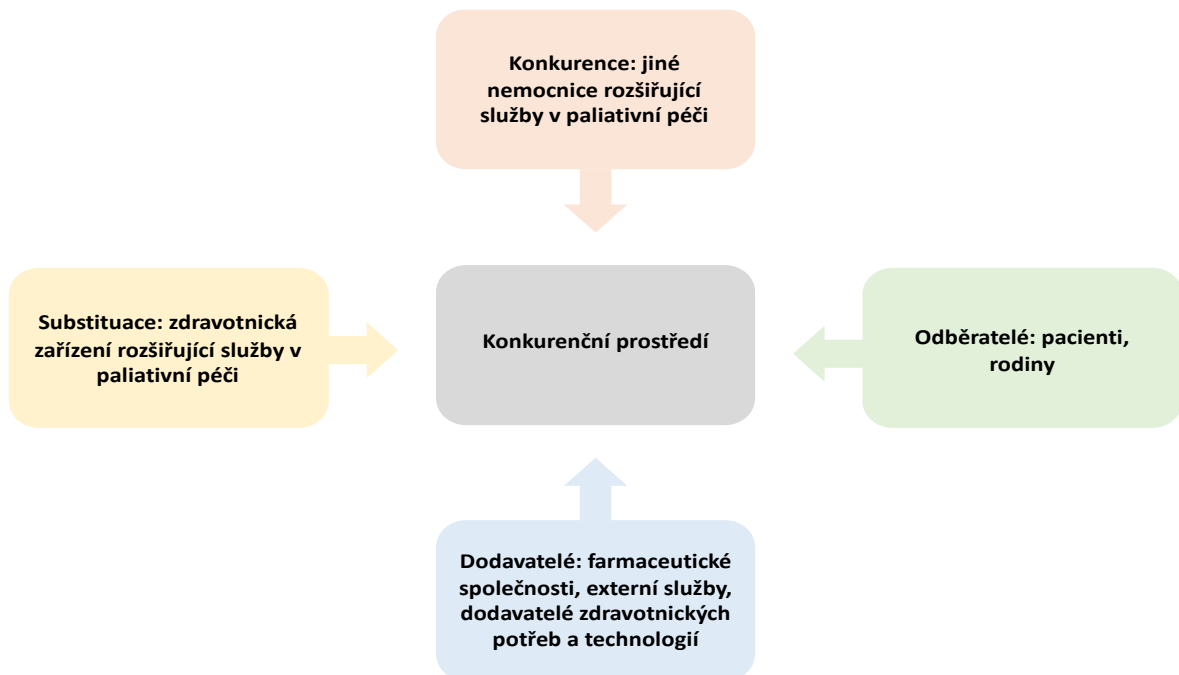 Konkurence: jiné
nemocnice rozšiřující
služby v paliativní péči
Substituace: zdravotnická
zařízení rozšiřující služby v
paliativní péči
Konkurenční prostředí
Odběratelé: pacienti,
rodiny
Dodavatelé: farmaceutické
společnosti, externí služby,
dodavatelé zdravotnických
potřeb a technologií